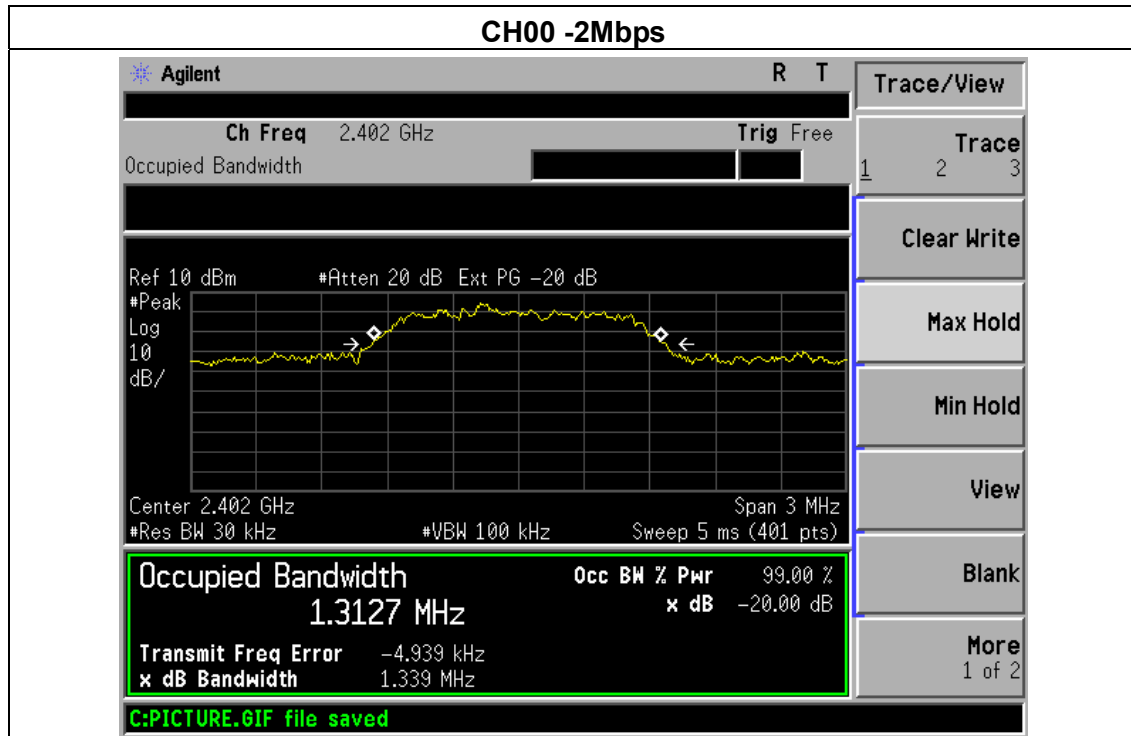 CH00 -2Mbps
Agilent R T
Trace/View
Ch Freq 2.402 GHz Trig Free
Occupied Bandwidth
Trace
1 2 3
Clear Write
Ref 10 dBm #Atten 20 dB Ext PG -20 dB
#Peak
Log
10
dB/
Max Hold
Min Hold
View
Center 2.402 GHz Span 3 MHz
#Res BW 30 kHz #VBW 100 kHz Sweep 5 ms (401 pts)
Occupied Bandwidth Occ BW % Pwr 99.00 %
1.3127 MHz x dB -20.00 dB
Blank
Transmit Freq Error -4.939 kHz
x dB Bandwidth 1.339 MHz
More
1 of 2
C:PICTURE.GIF file saved